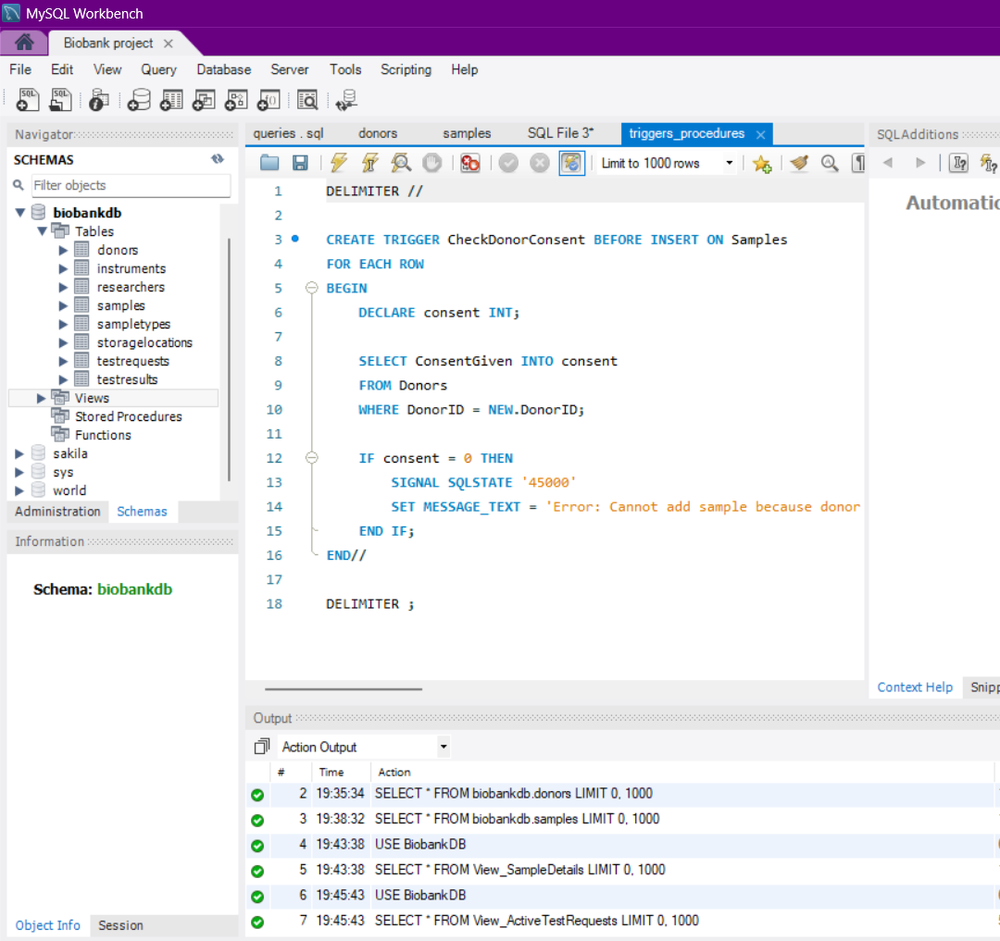 MySQL Workbench
Biobank project
File Edit View Query Database Server Tools Scripting Help
Navigator
SCHEMAS
Filter objects
biobankdb
Tables
donors
instruments
researchers
samples
sampletypes
storagelocations
testrequests
testresults
Views
Stored Procedures
Functions
sakila
sys
world
Administration Schemas
Information
Schema: biobankdb
Object Info Session
queries . sql donors samples SQL File 3* triggers_procedures
Limit to 1000 rows
1 DELIMITER //
2
3 CREATE TRIGGER CheckDonorConsent BEFORE INSERT ON Samples
4 FOR EACH ROW
5 BEGIN
6 DECLARE consent INT;
7
8 SELECT ConsentGiven INTO consent
9 FROM Donors
10 WHERE DonorID = NEW.DonorID;
11
12 IF consent = 0 THEN
13 SIGNAL SQLSTATE '45000'
14 SET MESSAGE_TEXT = 'Error: Cannot add sample because donor
15 END IF;
16 END//
17
18 DELIMITER ;
SQLAdditions
Automatic
Context Help Snipp
Output
Action Output
# Time Action
2 19:35:34 SELECT * FROM biobankdb.donors LIMIT 0, 1000
3 19:38:32 SELECT * FROM biobankdb.samples LIMIT 0, 1000
4 19:43:38 USE BiobankDB
5 19:43:38 SELECT * FROM View_SampleDetails LIMIT 0, 1000
6 19:45:43 USE BiobankDB
7 19:45:43 SELECT * FROM View_ActiveTestRequests LIMIT 0, 1000